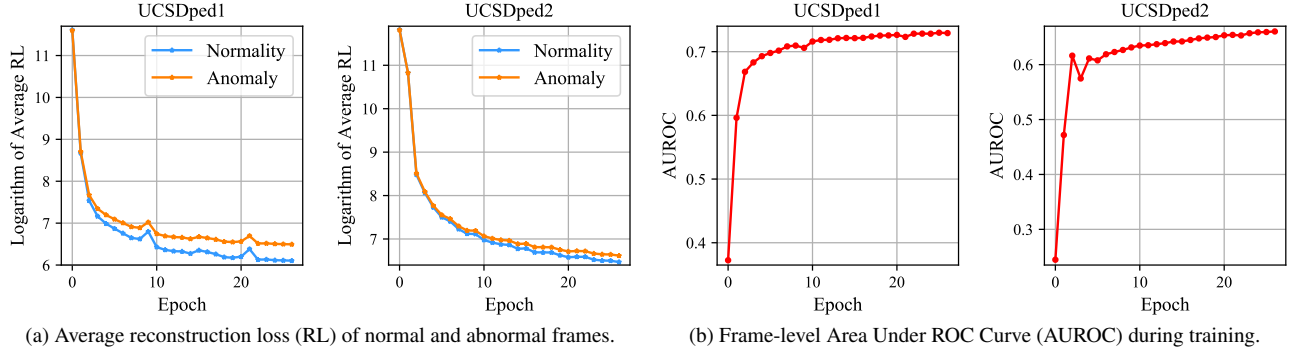 UCSDped1
Logarithm of Average RL
11
10
9
8
7
6
Normality
Anomaly
0
10
20
Epoch
UCSDped2
Logarithm of Average RL
11
10
9
8
7
Normality
Anomaly
0
10
20
Epoch
(a) Average reconstruction loss (RL) of normal and abnormal frames.
UCSDped1
AUROC
0.7
0.6
0.5
0.4
0
10
20
Epoch
UCSDped2
AUROC
0.6
0.5
0.4
0.3
0
10
20
Epoch
(b) Frame-level Area Under ROC Curve (AUROC) during training.